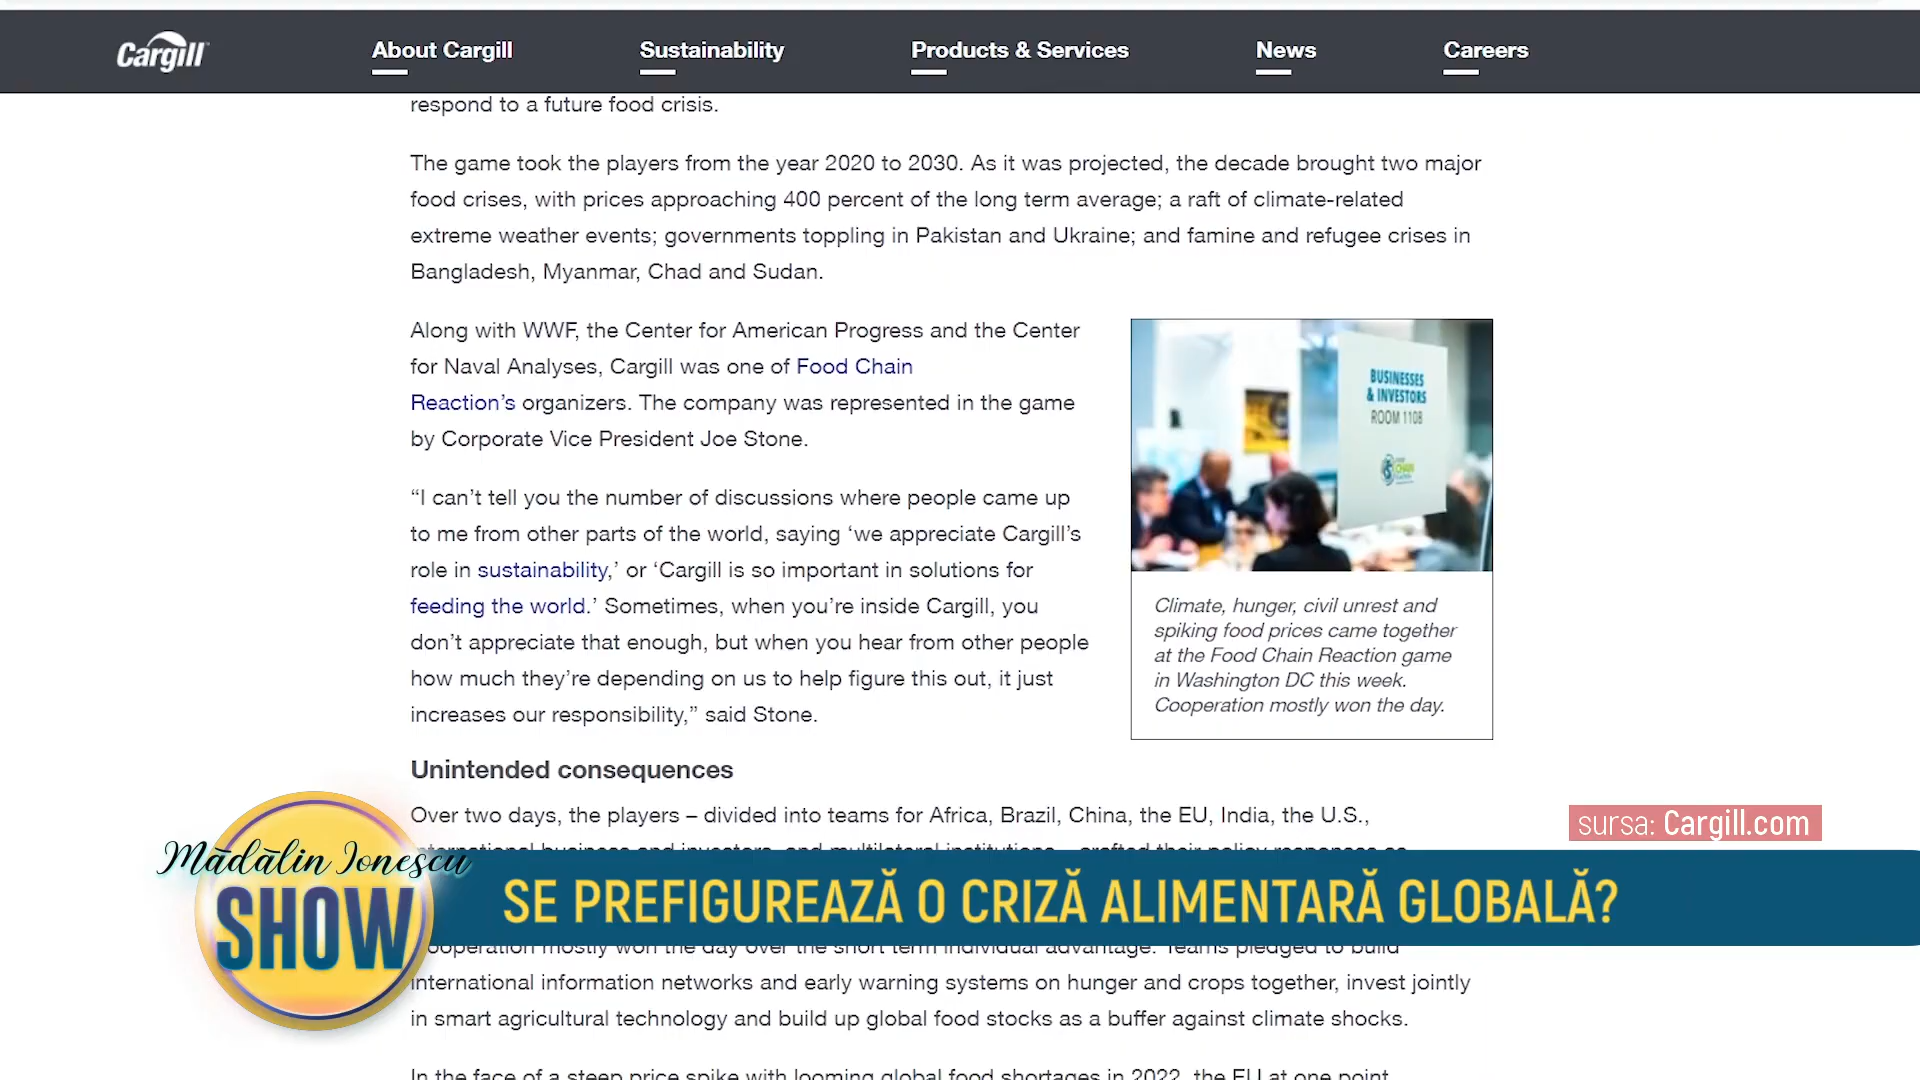 Cargill
About Cargill
Sustainability
Products & Services
News
Careers
respond to a future food crisis.
The game took the players from the year 2020 to 2030. As it was projected, the decade brought two major
food crises, with prices approaching 400 percent of the long term average; a raft of climate-related
extreme weather events; governments toppling in Pakistan and Ukraine; and famine and refugee crises in
Bangladesh, Myanmar, Chad and Sudan.
Along with WWF, the Center for American Progress and the Center
for Naval Analyses, Cargill was one of Food Chain
Reaction’s organizers. The company was represented in the game
by Corporate Vice President Joe Stone.
“I can’t tell you the number of discussions where people came up
to me from other parts of the world, saying ‘we appreciate Cargill’s
role in sustainability,’ or ‘Cargill is so important in solutions for
feeding the world.’ Sometimes, when you’re inside Cargill, you
don’t appreciate that enough, but when you hear from other people
how much they’re depending on us to help figure this out, it just
increases our responsibility,” said Stone.
BUSINESSES
& INVESTORS
ROOM 110B
CHAIN
Climate, hunger, civil unrest and
spiking food prices came together
at the Food Chain Reaction game
in Washington DC this week.
Cooperation mostly won the day.
Unintended consequences
Over two days, the players – divided into teams for Africa, Brazil, China, the EU, India, the U.S.,
international business and investors, and multilateral institutions – crafted their policy responses as
sursa: Cargill.com
Mădălin Ionescu
SHOW
SE PREFIGUREAZĂ O CRIZĂ ALIMENTARĂ GLOBALĂ?
cooperation mostly won the day over the short term individual advantage. Teams pledged to build
international information networks and early warning systems on hunger and crops together, invest jointly
in smart agricultural technology and build up global food stocks as a buffer against climate shocks.
In the face of a steep price spike with looming global food shortages in 2022, the EU at one point